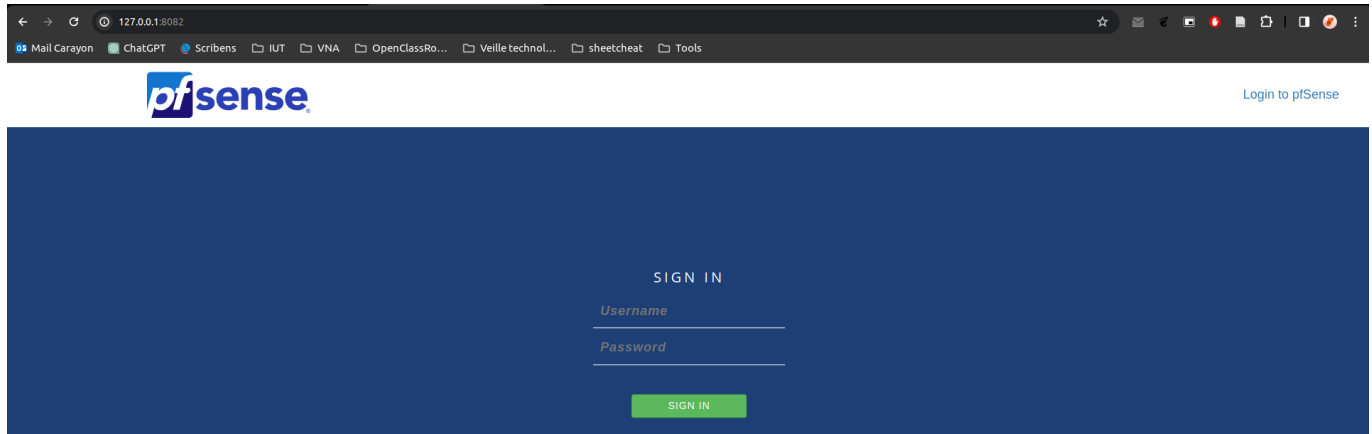 127.0.0.1:8082
Mail Carayon ChatGPT Scribens IUT VNA OpenClassRo... Veille technol... sheetcheat Tools
pfsense
Login to pfSense
SIGN IN
Username
Password
SIGN IN